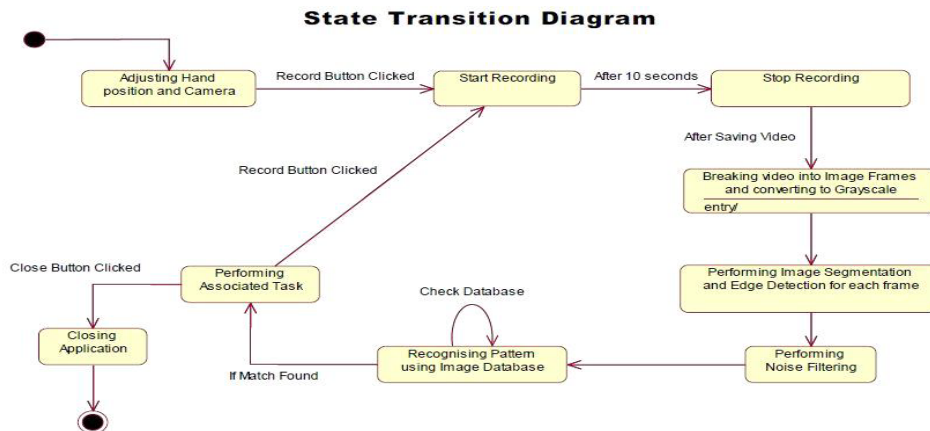 State Transition Diagram
Adjusting Hand
position and Camera
Record Button Clicked
Start Recording
After 10 seconds
Stop Recording
After Saving Video
Breaking video into Image Frames
and converting to Grayscale
entry/
Record Button Clicked
Close Button Clicked
Performing
Associated Task
Check Database
Performing Image Segmentation
and Edge Detection for each frame
Closing
Application
If Match Found
Recognising Pattern
using Image Database
Performing
Noise Filtering